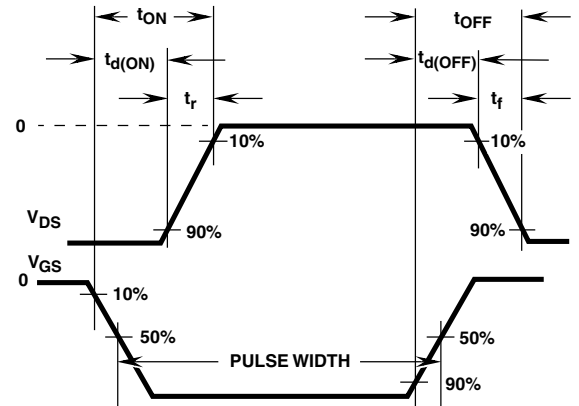 tON
tOFF
td(ON)
td(OFF)
tr
tf
0
10%
10%
VDS
90%
90%
VGS
0
10%
50%
50%
PULSE WIDTH
90%